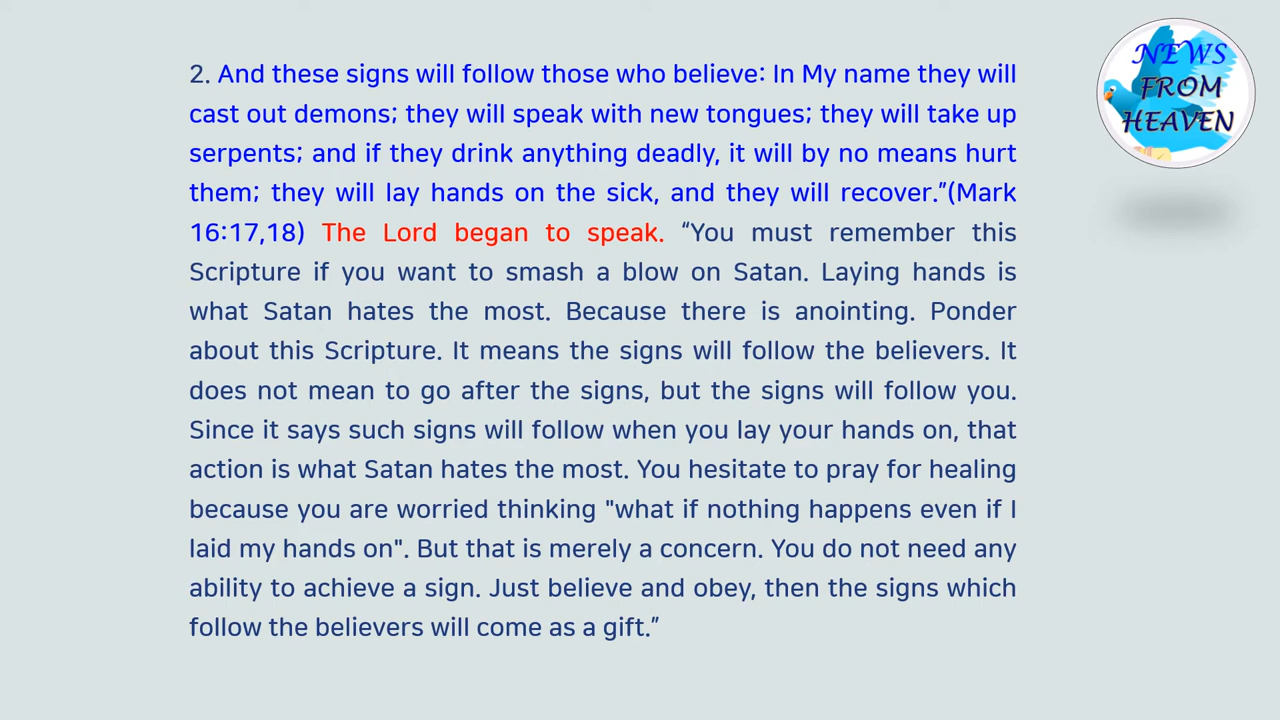 2. And these signs will follow those who believe: In My name they will
cast out demons; they will speak with new tongues; they will take up
serpents; and if they drink anything deadly, it will by no means hurt
them; they will lay hands on the sick, and they will recover.”(Mark
16:17,18) The Lord began to speak. “You must remember this
Scripture if you want to smash a blow on Satan. Laying hands is
what Satan hates the most. Because there is anointing. Ponder
about this Scripture. It means the signs will follow the believers. It
does not mean to go after the signs, but the signs will follow you.
Since it says such signs will follow when you lay your hands on, that
action is what Satan hates the most. You hesitate to pray for healing
because you are worried thinking "what if nothing happens even if I
laid my hands on". But that is merely a concern. You do not need any
ability to achieve a sign. Just believe and obey, then the signs which
follow the believers will come as a gift.”
NEWS
FROM
HEAVEN